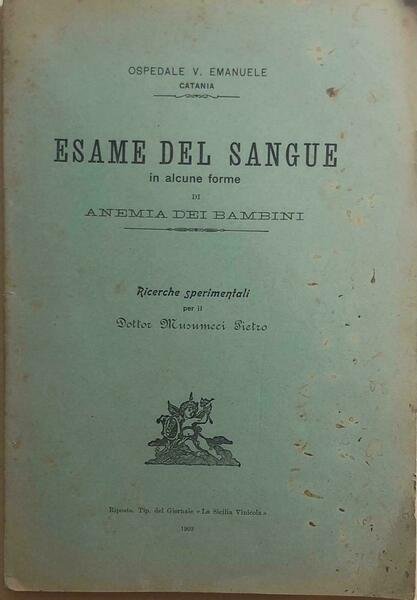 OSPEDALE V. EMANUELE
CATANIA
ESAME DEL SANGUE
in alcune forme
DI
ANEMIA DEI BAMBINI
Ricerche sperimentali
per il
Dottor Musumeci Pietro
Riposto, Tip. del Giornale «La Sicilia Vinicola»
1903